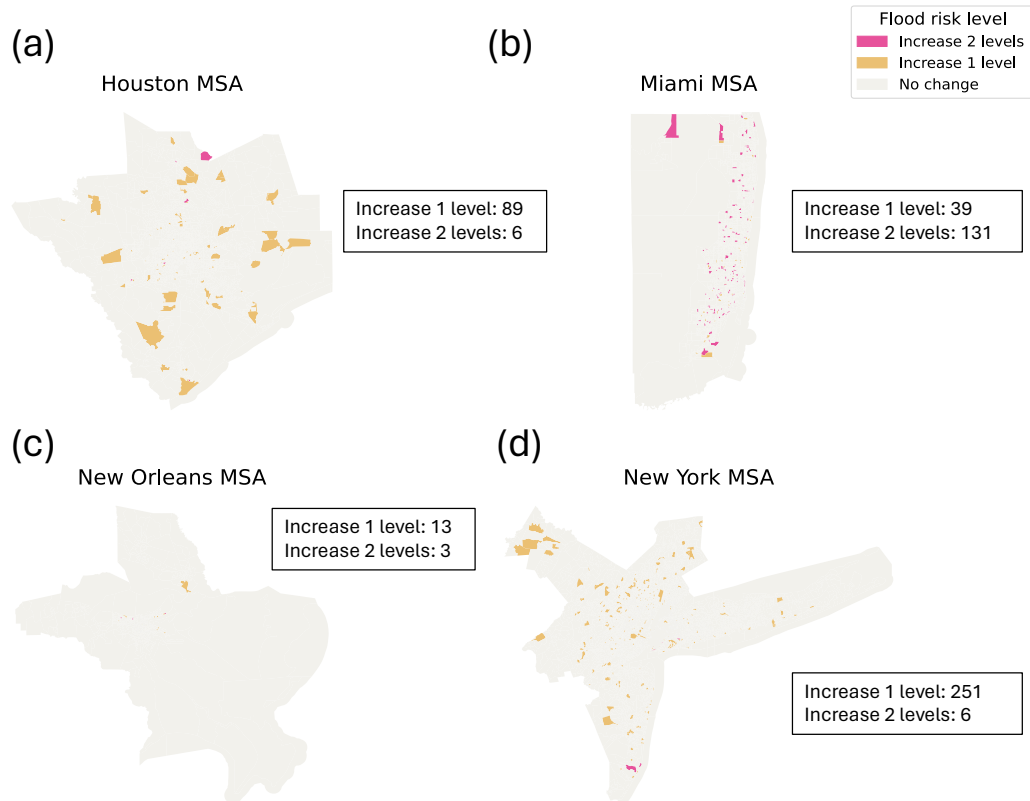 Flood risk level
Increase 2 levels
Increase 1 level
No change
(a)
Houston MSA
Increase 1 level: 89
Increase 2 levels: 6
(b)
Miami MSA
Increase 1 level: 39
Increase 2 levels: 131
(c)
New Orleans MSA
Increase 1 level: 13
Increase 2 levels: 3
(d)
New York MSA
Increase 1 level: 251
Increase 2 levels: 6